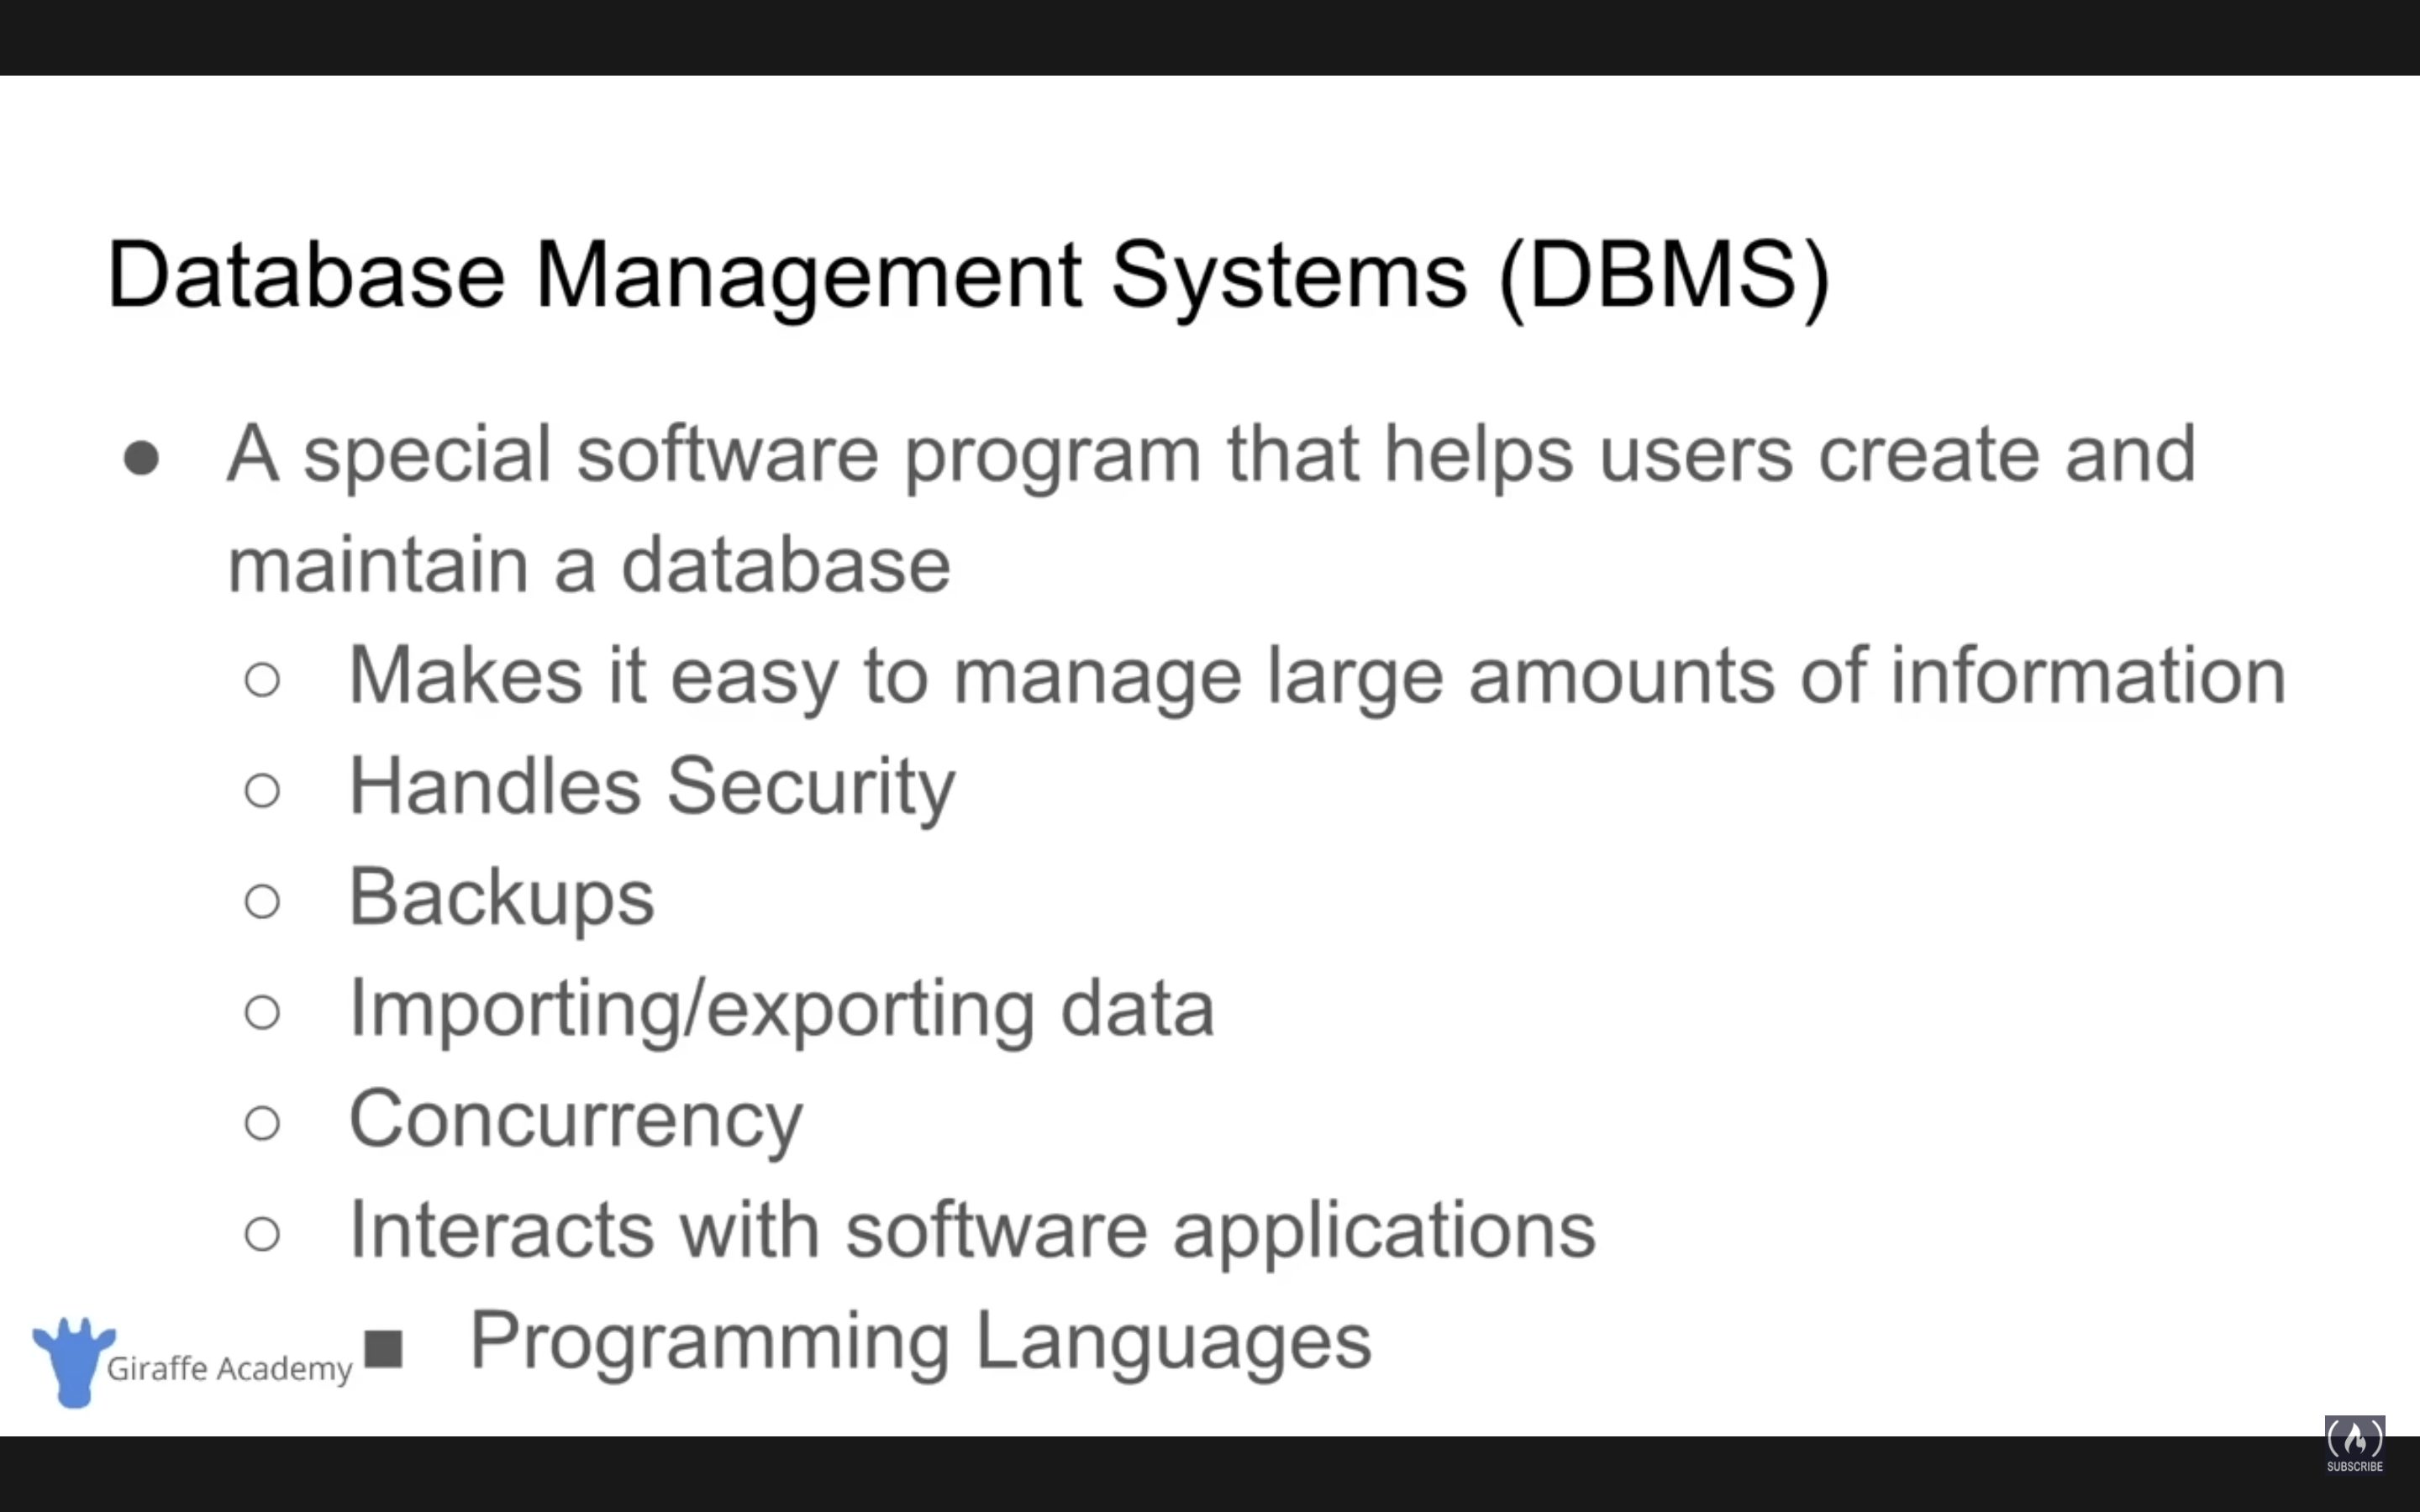 Database Management Systems (DBMS)
● A special software program that helps users create and
maintain a database
○ Makes it easy to manage large amounts of information
○ Handles Security
○ Backups
○ Importing/exporting data
○ Concurrency
○ Interacts with software applications
■ Programming Languages
Giraffe Academy
SUBSCRIBE